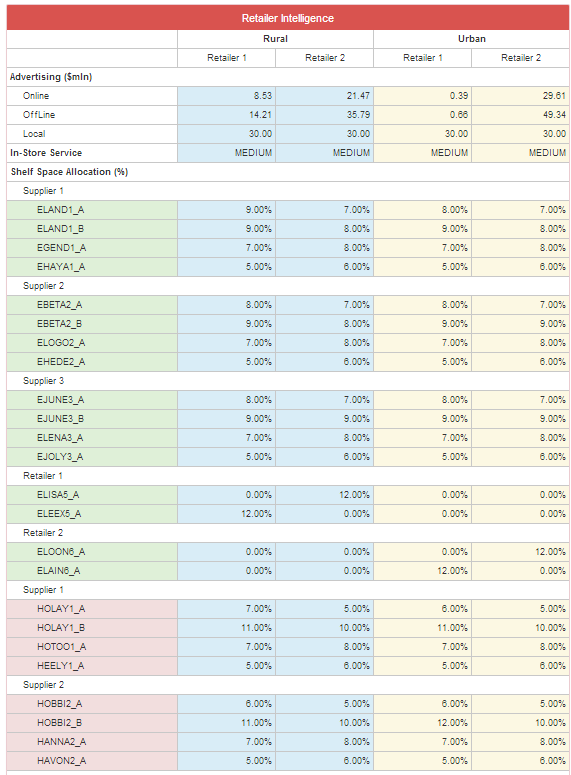 Retailer Intelligence
Rural Urban
Retailer 1 Retailer 2 Retailer 1 Retailer 2
Advertising ($mln)
Online 8.53 21.47 0.39 29.61
OffLine 14.21 35.79 0.66 49.34
Local 30.00 30.00 30.00 30.00
In-Store Service MEDIUM MEDIUM MEDIUM MEDIUM
Shelf Space Allocation (%)
Supplier 1
ELAND1_A 9.00% 7.00% 8.00% 7.00%
ELAND1_B 9.00% 8.00% 9.00% 8.00%
EGEND1_A 7.00% 8.00% 7.00% 8.00%
EHAYA1_A 5.00% 6.00% 5.00% 6.00%
Supplier 2
EBETA2_A 8.00% 7.00% 8.00% 7.00%
EBETA2_B 9.00% 8.00% 9.00% 9.00%
ELOGO2_A 7.00% 8.00% 7.00% 8.00%
EHEDE2_A 5.00% 6.00% 5.00% 6.00%
Supplier 3
EJUNE3_A 8.00% 7.00% 8.00% 7.00%
EJUNE3_B 9.00% 9.00% 9.00% 9.00%
ELENA3_A 7.00% 8.00% 7.00% 8.00%
EJOLY3_A 5.00% 6.00% 5.00% 6.00%
Retailer 1
ELISA5_A 0.00% 12.00% 0.00% 0.00%
ELEEX5_A 12.00% 0.00% 0.00% 0.00%
Retailer 2
ELOON6_A 0.00% 0.00% 0.00% 12.00%
ELAIN6_A 0.00% 0.00% 12.00% 0.00%
Supplier 1
HOLAY1_A 7.00% 5.00% 6.00% 5.00%
HOLAY1_B 11.00% 10.00% 11.00% 10.00%
HOTOO1_A 7.00% 8.00% 7.00% 8.00%
HEELY1_A 5.00% 6.00% 5.00% 6.00%
Supplier 2
HOBBI2_A 6.00% 5.00% 6.00% 5.00%
HOBBI2_B 11.00% 10.00% 12.00% 10.00%
HANNA2_A 7.00% 8.00% 7.00% 8.00%
HAVON2_A 5.00% 6.00% 5.00% 6.00%